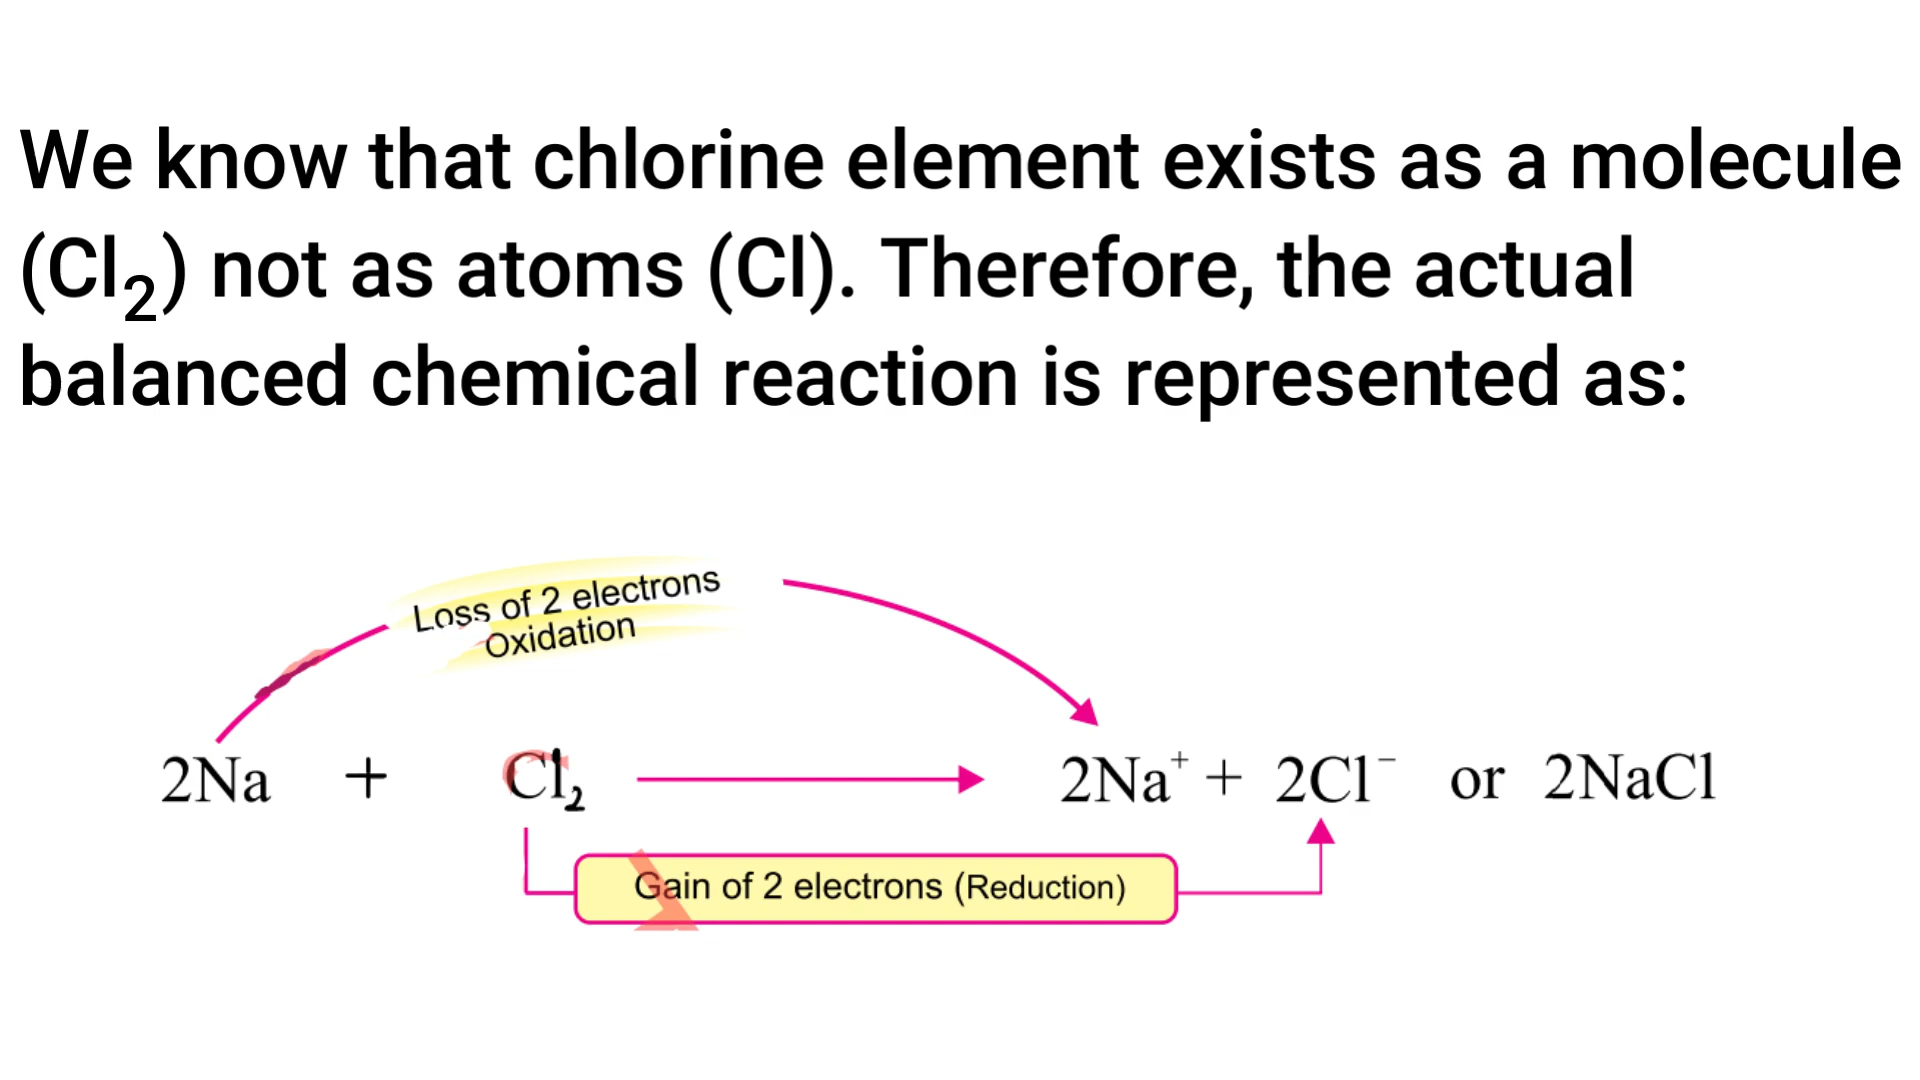 We know that chlorine element exists as a molecule
(Cl₂) not as atoms (Cl). Therefore, the actual
balanced chemical reaction is represented as:
Loss of 2 electrons
Oxidation
2Na + Cl₂ 2Na⁺ + 2Cl⁻ or 2NaCl
Gain of 2 electrons (Reduction)